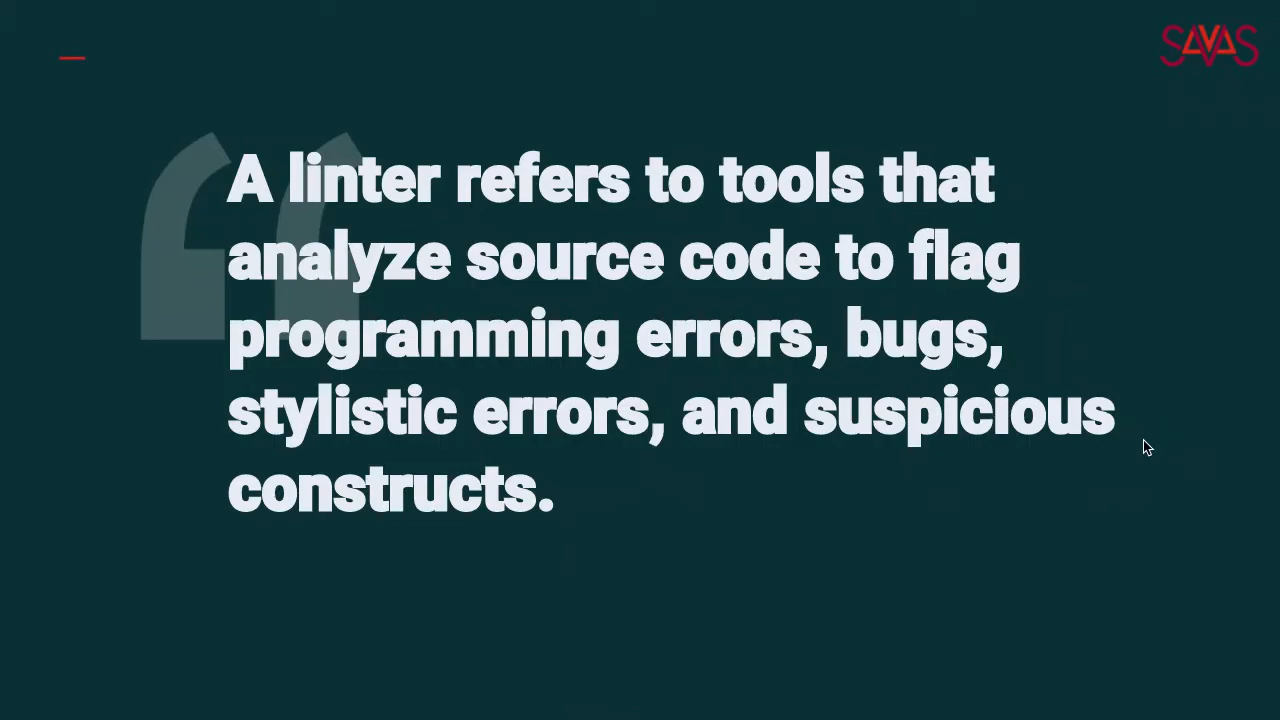 SAVAS
A linter refers to tools that
analyze source code to flag
programming errors, bugs,
stylistic errors, and suspicious
constructs.